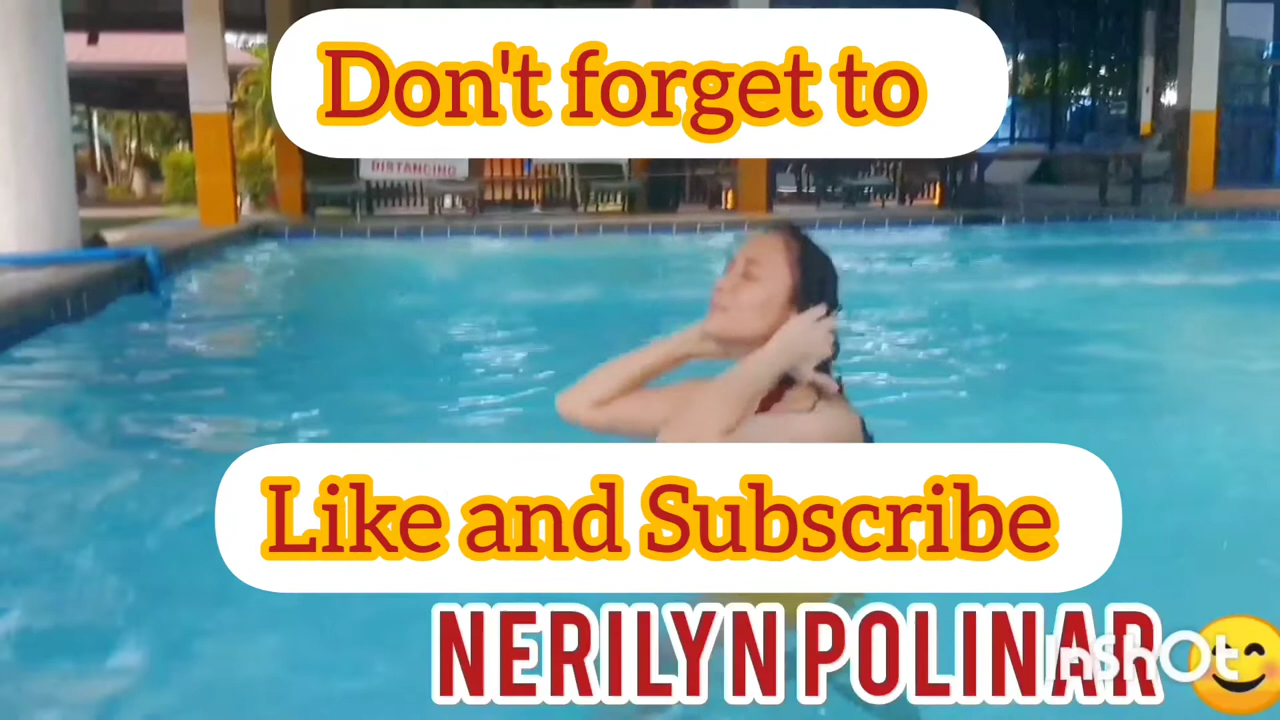 Don't forget to
DISTANCING
Like and Subscribe
NERILYN POLINAR
InShOt